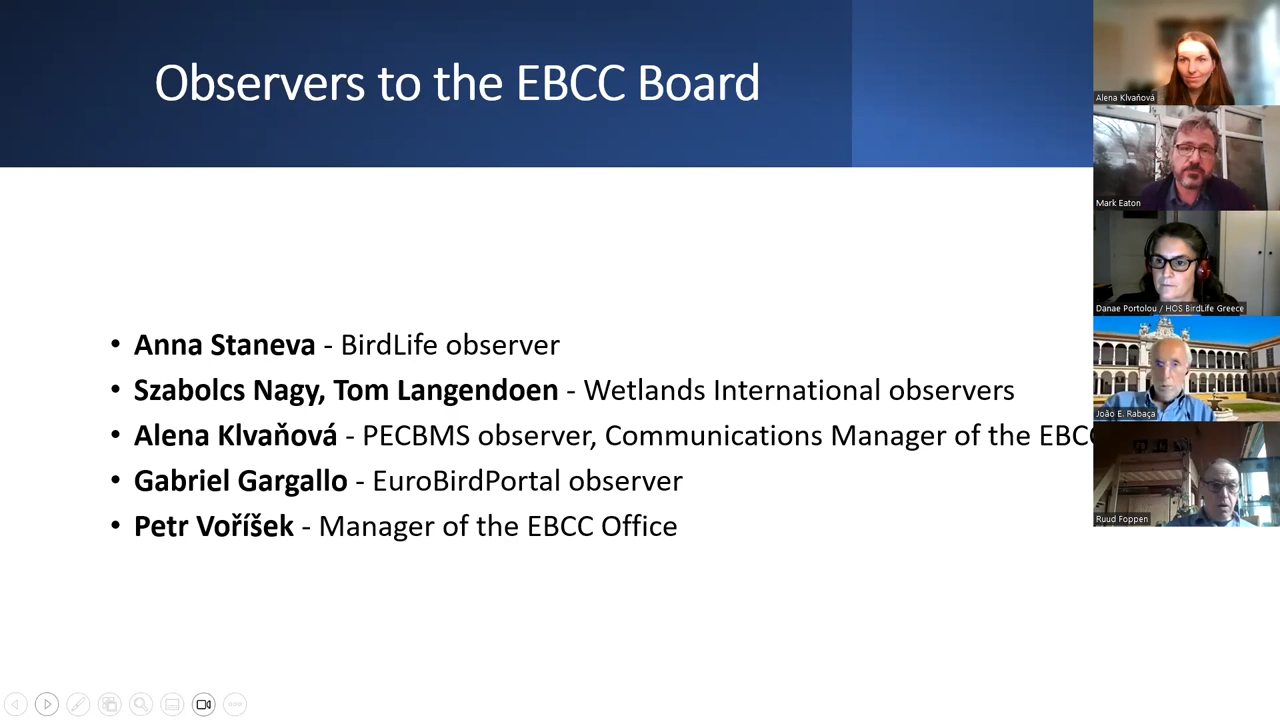 Observers to the EBCC Board
• Anna Staneva - BirdLife observer
• Szabolcs Nagy, Tom Langendoen - Wetlands International observers
• Alena Klvaňová - PECBMS observer, Communications Manager of the
• Gabriel Gargallo - EuroBirdPortal observer
• Petr Voříšek - Manager of the EBCC Office
Alena Klvaňová
Mark Eaton
Danae Portolou / HOS BirdLife Greece
João E. Rabaça
Ruud Foppen